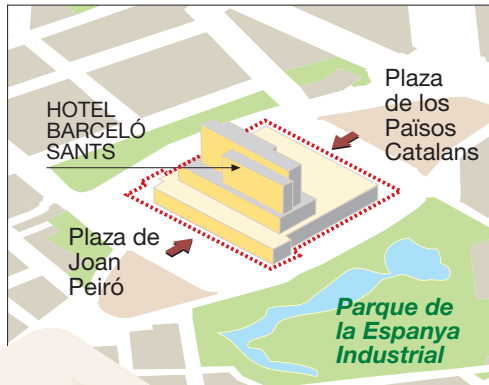 Plaza
de los
Països
Catalans
HOTEL
BARCELÓ
SANTS
Plaza de
Joan
Peiró
Parque de
la Espanya
Industrial